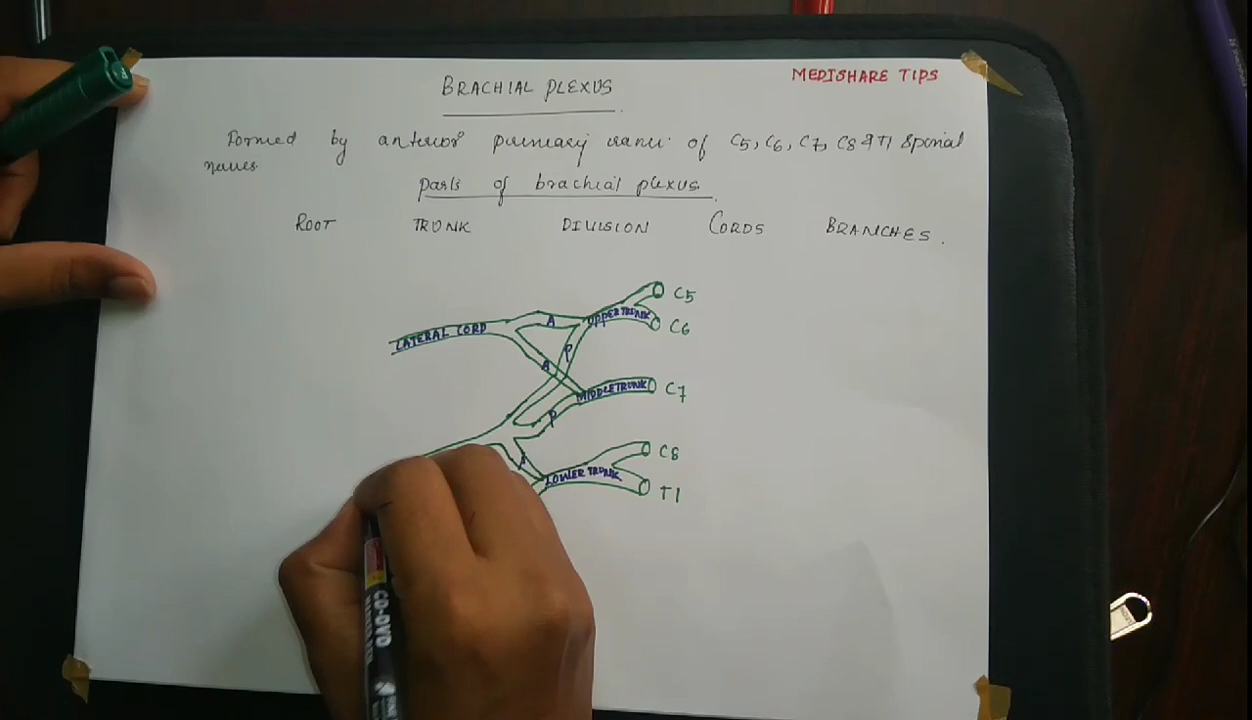 BRACHIAL PLEXUS
MEDISHARE TIPS
Formed by anterior primary rami of C5, C6, C7, C8 & T1 Spinal
nerves
parts of brachial plexus
ROOT TRUNK DIVISION CORDS BRANCHES.
C5
A UPPER TRUNK
LATERAL CORD C6
P
A
MIDDLE TRUNK C7
P
C8
A LOWER TRUNK
T1
CD-DVD